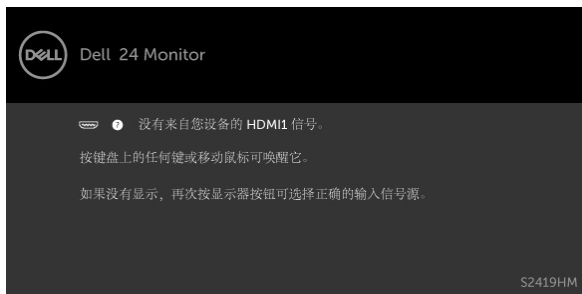 DELL
Dell 24 Monitor
? 没有来自您设备的 HDMI1 信号。
按键盘上的任何键或移动鼠标可唤醒它。
如果没有显示，再次按显示器按钮可选择正确的输入信号源。
S2419HM